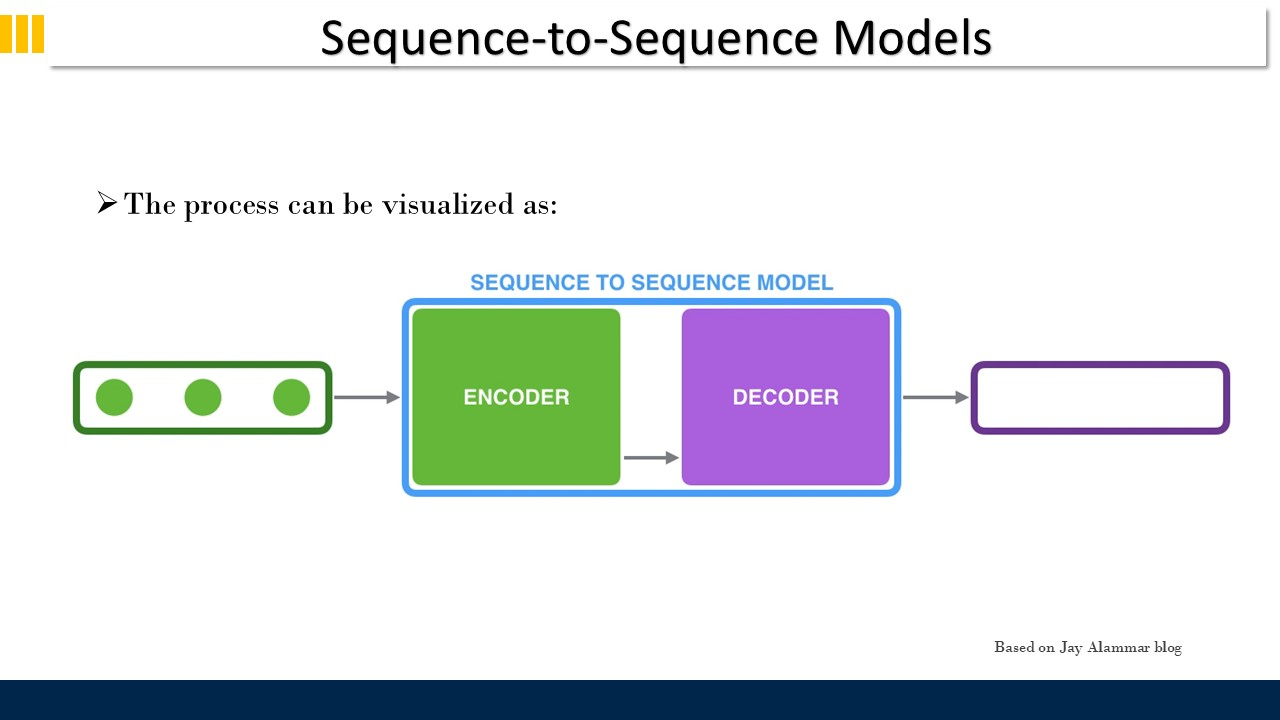 Sequence-to-Sequence Models
The process can be visualized as:
SEQUENCE TO SEQUENCE MODEL
ENCODER
DECODER
Based on Jay Alammar blog